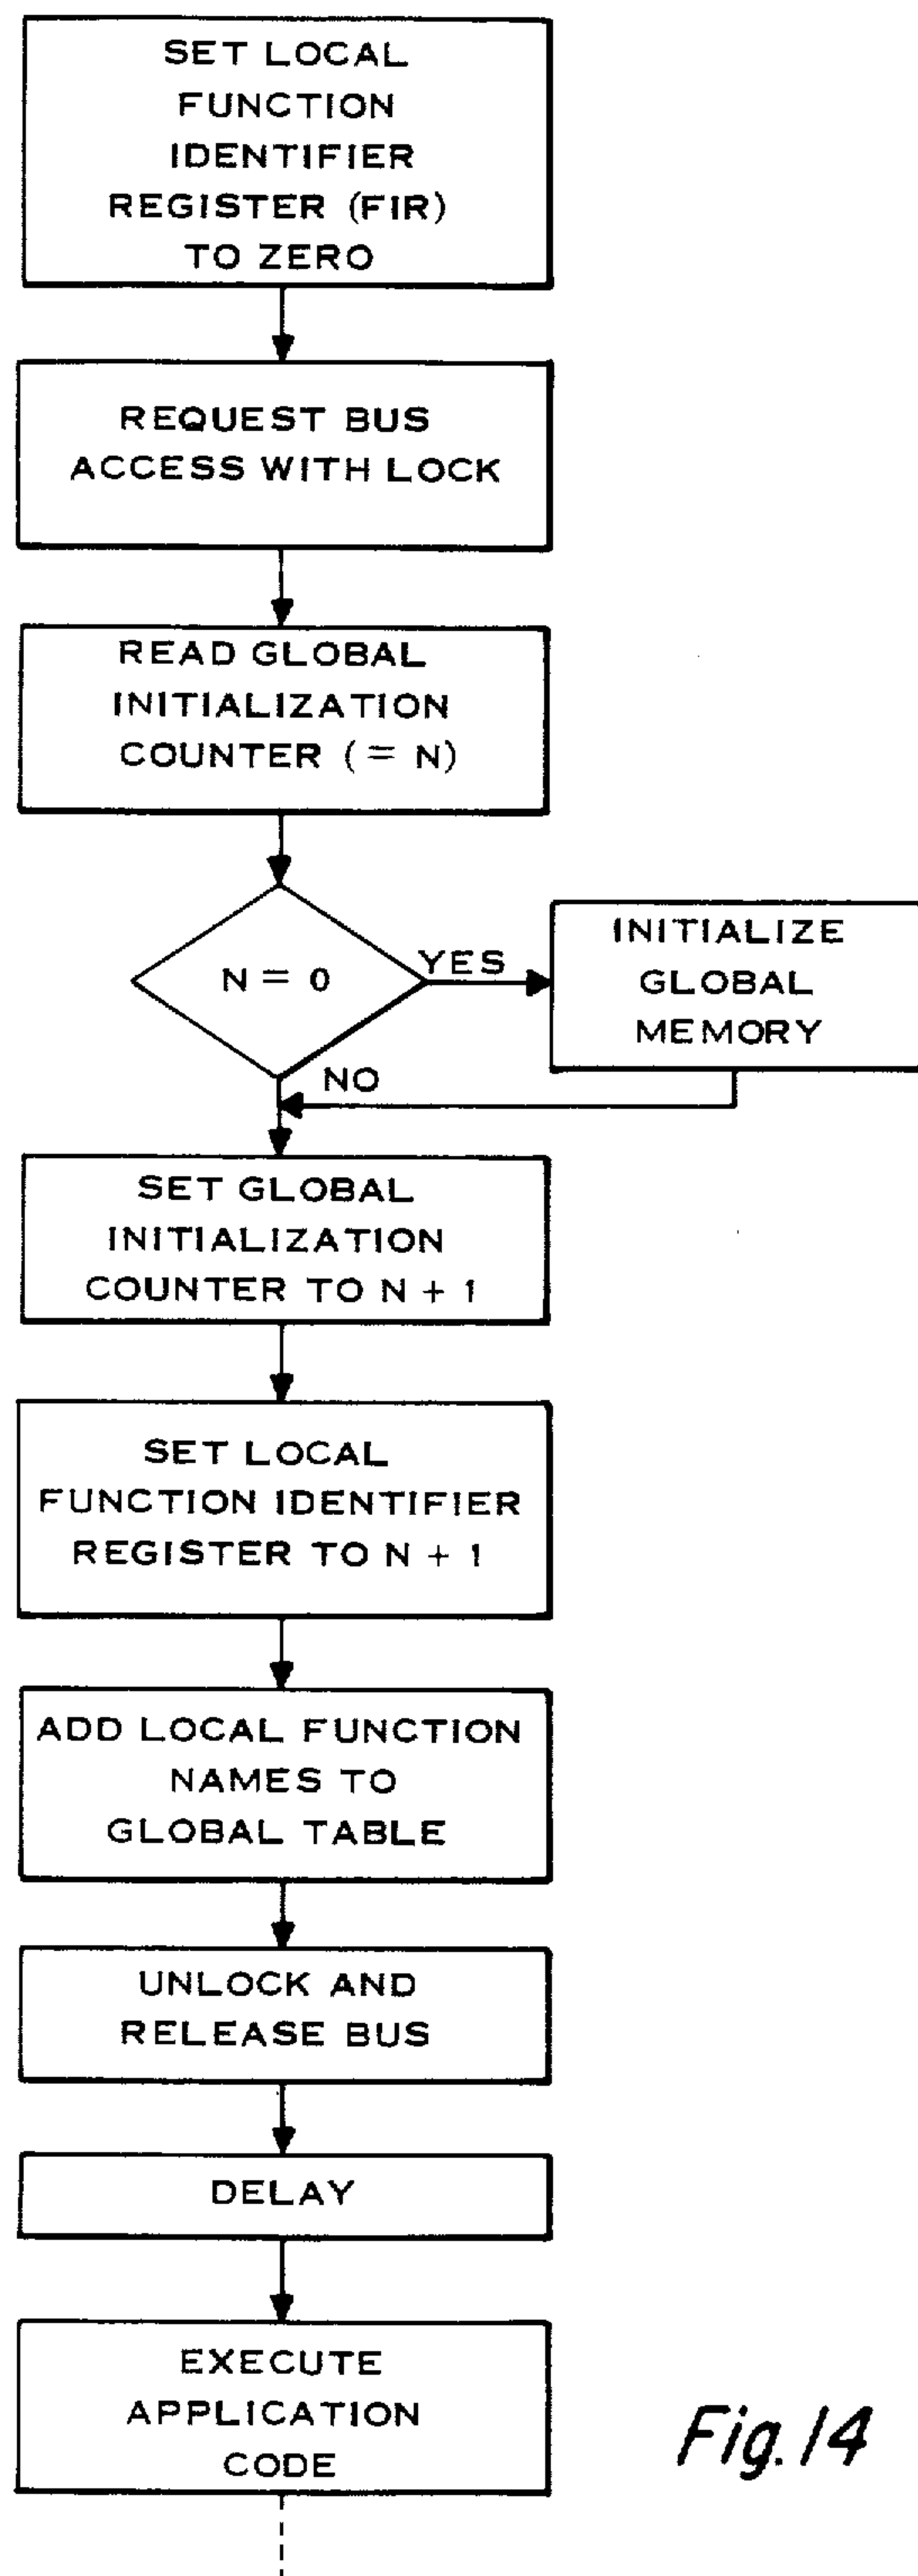 SET LOCAL
FUNCTION
IDENTIFIER
REGISTER (FIR)
TO ZERO
REQUEST BUS
ACCESS WITH LOCK
READ GLOBAL
INITIALIZATION
COUNTER (= N)
N = 0
YES
INITIALIZE
GLOBAL
MEMORY
NO
SET GLOBAL
INITIALIZATION
COUNTER TO N + 1
SET LOCAL
FUNCTION IDENTIFIER
REGISTER TO N + 1
ADD LOCAL FUNCTION
NAMES TO
GLOBAL TABLE
UNLOCK AND
RELEASE BUS
DELAY
EXECUTE
APPLICATION
CODE
Fig. 14